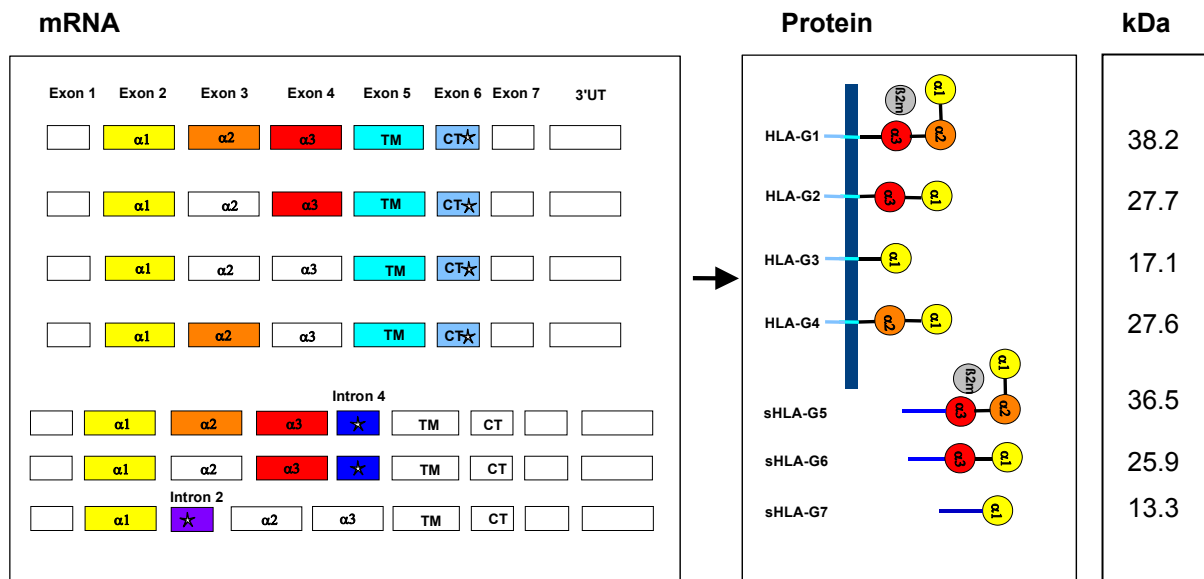 mRNA
Protein
kDa
Exon 1 Exon 2 Exon 3 Exon 4 Exon 5 Exon 6 Exon 7 3'UT
α1 α2 α3 TM CT
α1 α2 α3 TM CT
α1 α2 α3 TM CT
α1 α2 α3 TM CT
Intron 4
α1 α2 α3 TM CT
α1 α2 α3 TM CT
Intron 2
α1 α2 α3 TM CT
HLA-G1 α3 ß2m α2 α1
HLA-G2 α3 α1
HLA-G3 α1
HLA-G4 α2 α1
sHLA-G5 α3 ß2m α2 α1
sHLA-G6 α3 α1
sHLA-G7 α1
38.2
27.7
17.1
27.6
36.5
25.9
13.3